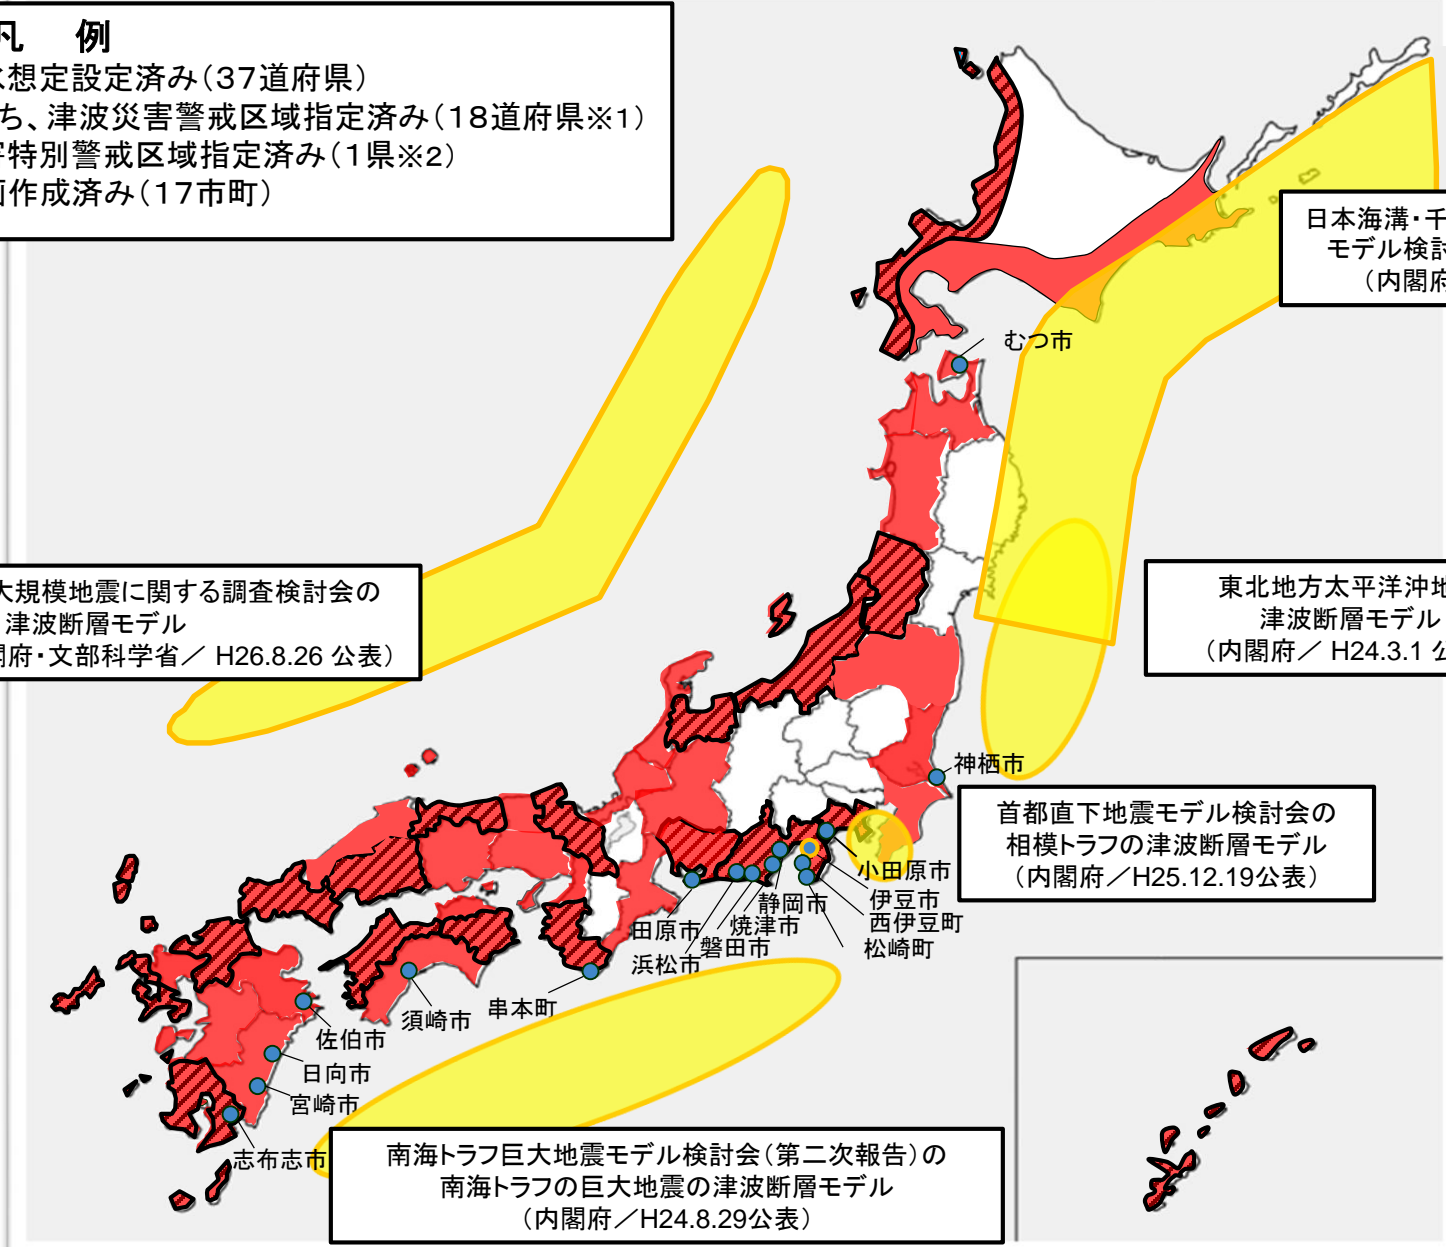 凡 例
想定設定済み（37道府県）
ち、津波災害警戒区域指定済み（18道府県※1）
特別警戒区域指定済み（1県※2）
作成済み（17市町）
日本海溝・千
モデル検討
（内閣府
むつ市
大規模地震に関する調査検討会の
津波断層モデル
府・文部科学省／ H26.8.26 公表）
東北地方太平洋沖地
津波断層モデル
（内閣府／ H24.3.1 公
神栖市
首都直下地震モデル検討会の
相模トラフの津波断層モデル
（内閣府／H25.12.19公表）
小田原市
伊豆市
西伊豆町
松崎町
静岡市
焼津市
磐田市
田原市
浜松市
串本町
須崎市
佐伯市
日向市
宮崎市
志布志市
南海トラフ巨大地震モデル検討会（第二次報告）の
南海トラフの巨大地震の津波断層モデル
（内閣府／H24.8.29公表）